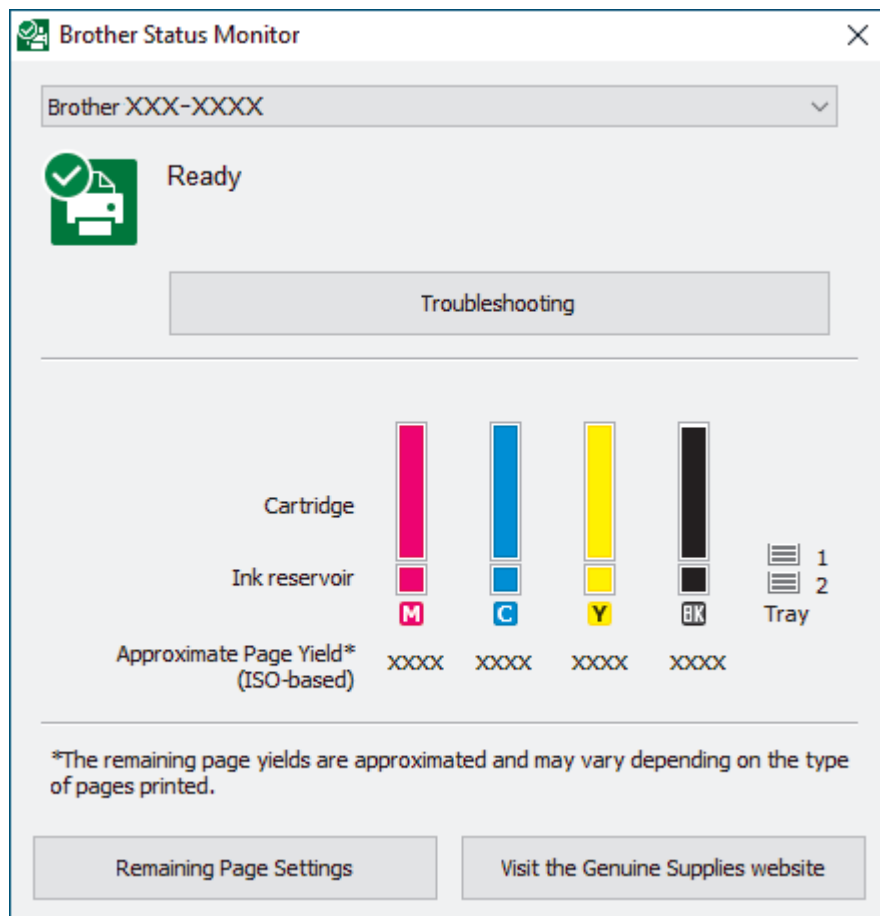 Brother Status Monitor
Brother XXX-XXXX
Ready
Troubleshooting
Cartridge
Ink reservoir
1
2
M C Y BK Tray
Approximate Page Yield* XXXX XXXX XXXX XXXX
(ISO-based)
*The remaining page yields are approximated and may vary depending on the type
of pages printed.
Remaining Page Settings Visit the Genuine Supplies website